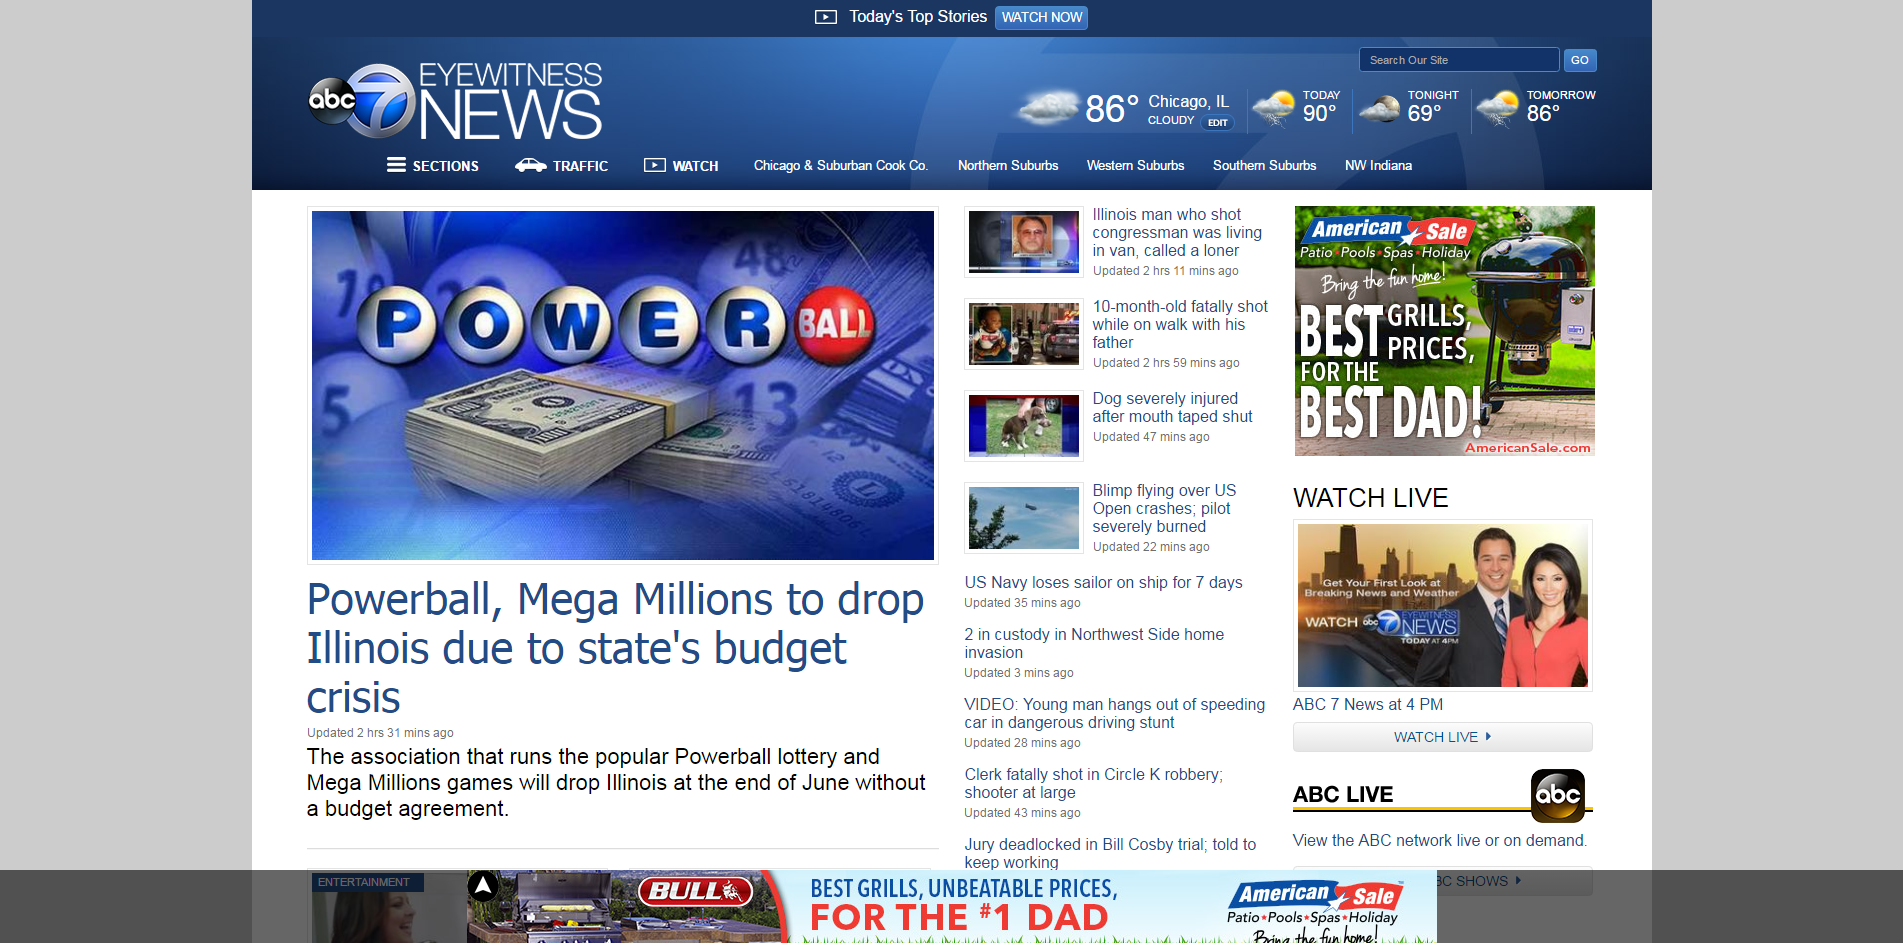 Today's Top Stories WATCH NOW
Search Our Site GO
abc 7 EYEWITNESS
NEWS
86° Chicago, IL
CLOUDY EDIT
TODAY
90°
TONIGHT
69°
TOMORROW
86°
SECTIONS TRAFFIC WATCH Chicago & Suburban Cook Co. Northern Suburbs Western Suburbs Southern Suburbs NW Indiana
POWER BALL
Powerball, Mega Millions to drop
Illinois due to state's budget
crisis
Updated 2 hrs 31 mins ago
The association that runs the popular Powerball lottery and
Mega Millions games will drop Illinois at the end of June without
a budget agreement.
ENTERTAINMENT
Illinois man who shot
congressman was living
in van, called a loner
Updated 2 hrs 11 mins ago
10-month-old fatally shot
while on walk with his
father
Updated 2 hrs 59 mins ago
Dog severely injured
after mouth taped shut
Updated 47 mins ago
Blimp flying over US
Open crashes; pilot
severely burned
Updated 22 mins ago
US Navy loses sailor on ship for 7 days
Updated 35 mins ago
2 in custody in Northwest Side home
invasion
Updated 3 mins ago
VIDEO: Young man hangs out of speeding
car in dangerous driving stunt
Updated 28 mins ago
Clerk fatally shot in Circle K robbery;
shooter at large
Updated 43 mins ago
Jury deadlocked in Bill Cosby trial; told to
keep working
American Sale
Patio•Pools•Spas•Holiday
Bring the fun home!
BEST GRILLS,
PRICES,
FOR THE
BEST DAD!
AmericanSale.com
WATCH LIVE
Get Your First Look at
Breaking News and Weather
WATCH abc 7 EYEWITNESS
NEWS
TODAY AT 4PM
ABC 7 News at 4 PM
WATCH LIVE
ABC LIVE abc
View the ABC network live or on demand.
BC SHOWS
BULL
BEST GRILLS, UNBEATABLE PRICES,
FOR THE #1 DAD
American Sale
Patio★Pools★Spas★Holiday
Bring the fun home!